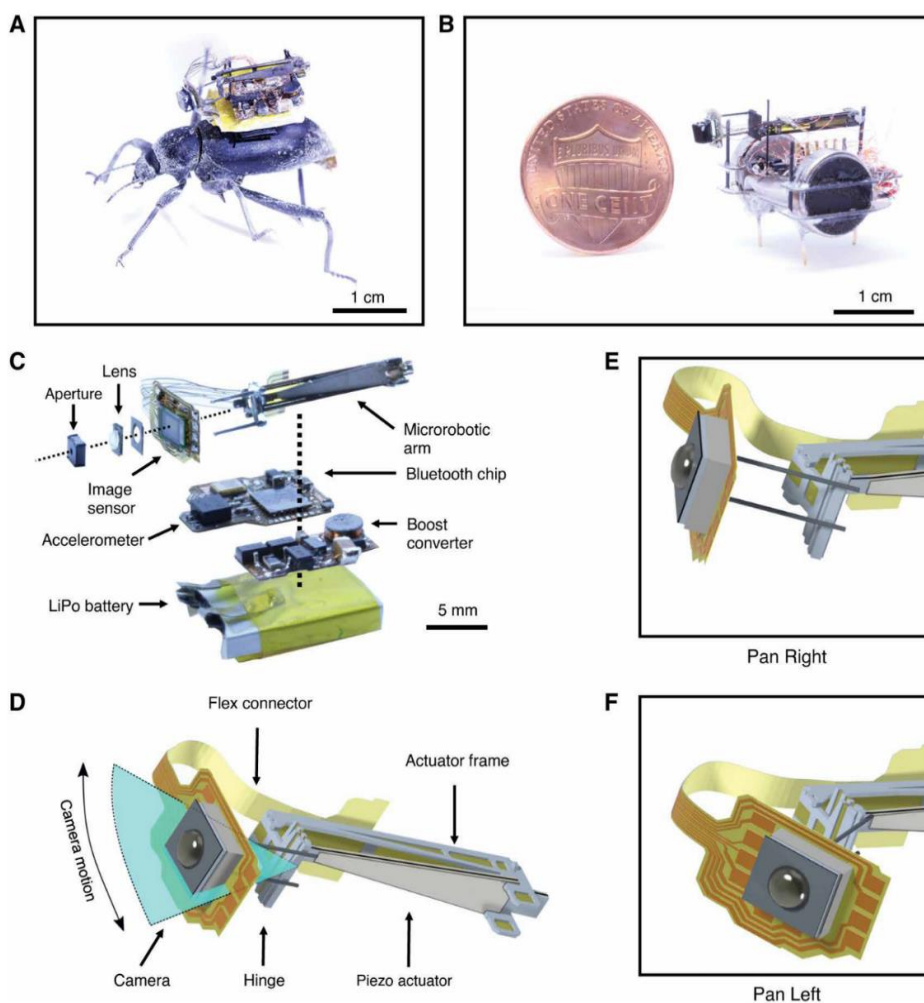 A
1 cm
B
UNITED STATES OF AMERICA
E PLURIBUS UNUM
ONE CENT
1 cm
C
Lens
Aperture
Image
sensor
Accelerometer
LiPo battery
Microrobotic
arm
Bluetooth chip
Boost
converter
5 mm
D
Flex connector
Actuator frame
Camera motion
Camera
Hinge
Piezo actuator
E
Pan Right
F
Pan Left